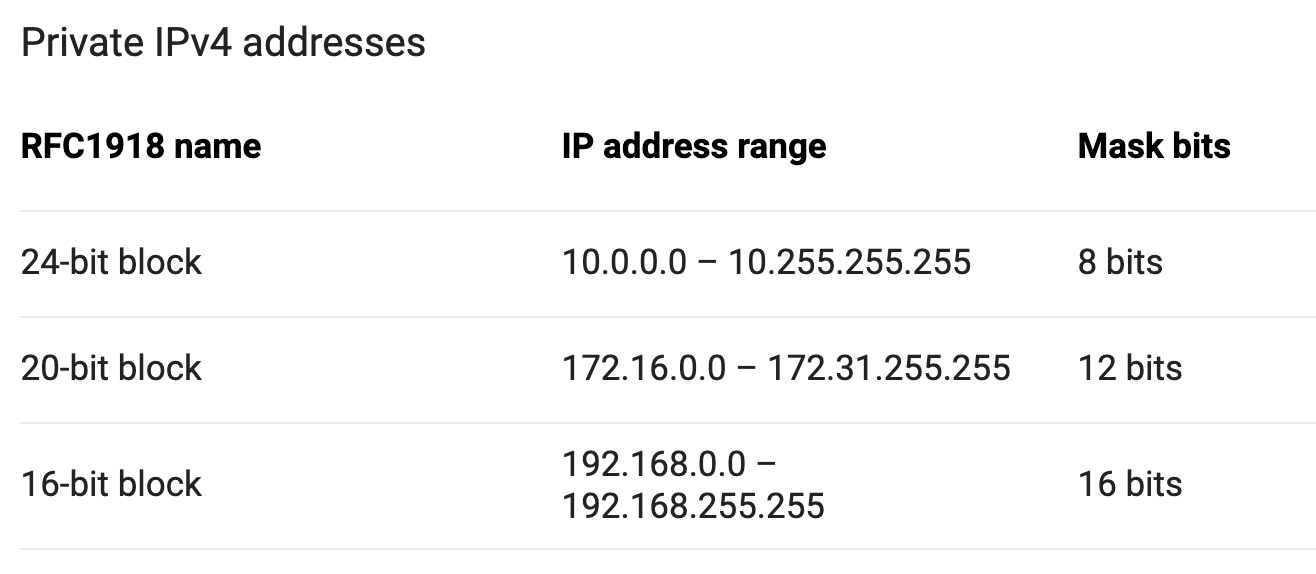 Private IPv4 addresses
RFC1918 name IP address range Mask bits
24-bit block 10.0.0.0 – 10.255.255.255 8 bits
20-bit block 172.16.0.0 – 172.31.255.255 12 bits
16-bit block 192.168.0.0 –
192.168.255.255 16 bits